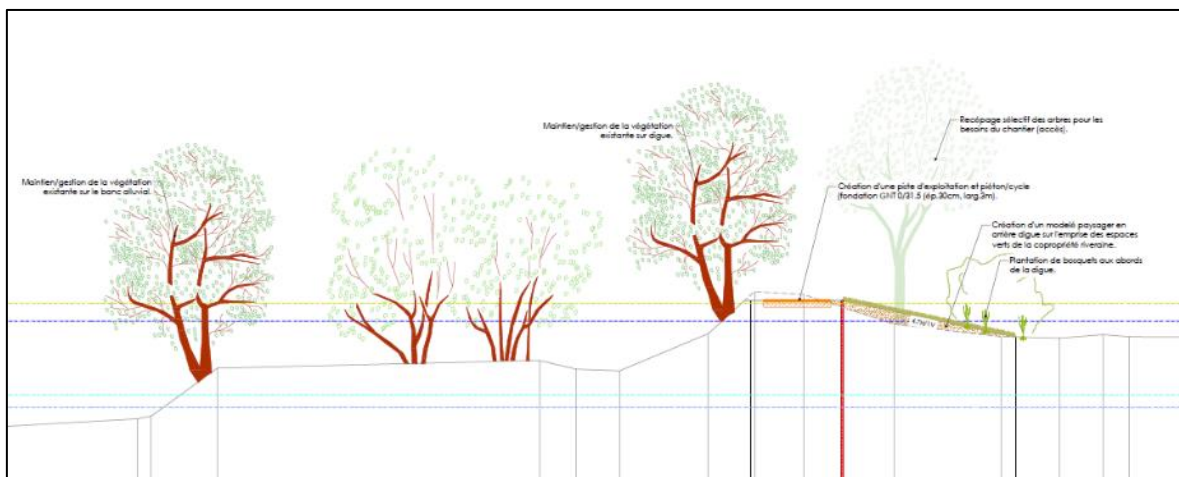 Maintien/gestion de la végétation
existante sur le banc alluvial.
Maintien/gestion de la végétation
existante sur digue.
Recépage sélectif des arbres pour les
besoins du chantier (accès).
Création d'une piste d'exploitation et piéton/cycle
(fondation GNT 0/31.5 (ép.30cm, larg.3m).
Création d'un modelé paysager en
arrière digue sur l'emprise des espaces
verts de la copropriété riveraine.
Plantation de bosquets aux abords
de la digue.